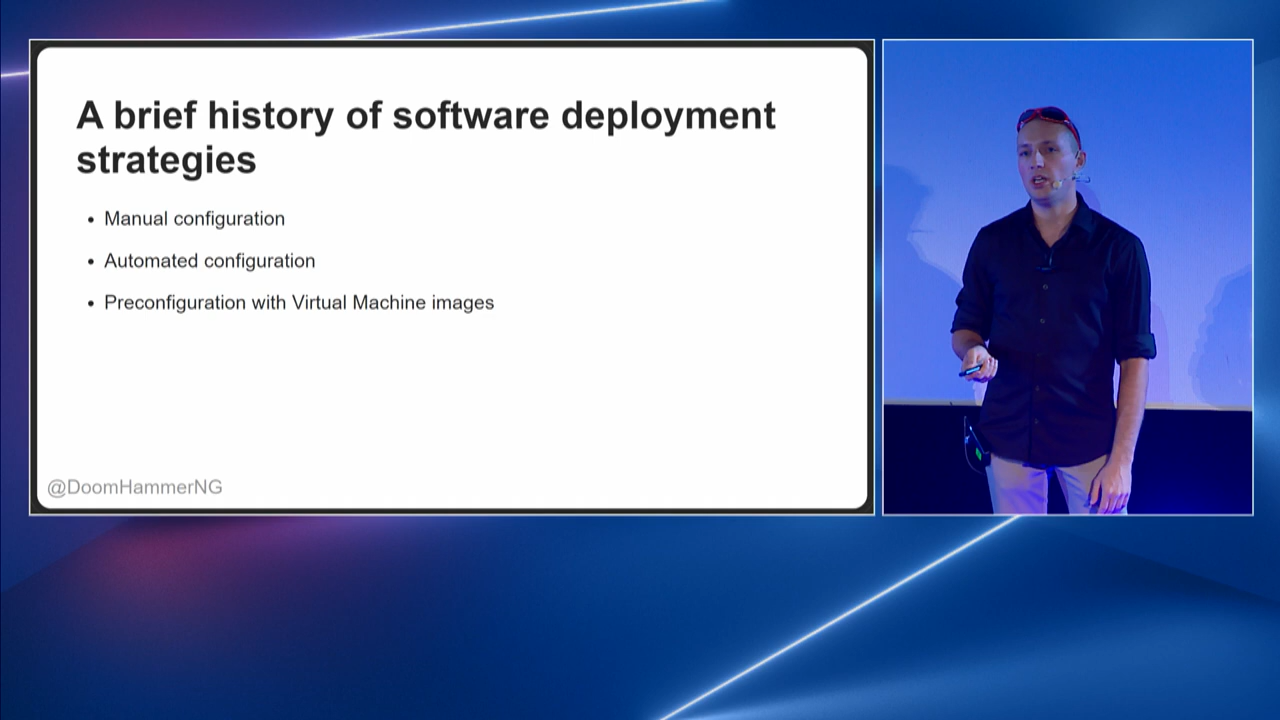 A brief history of software deployment
strategies
• Manual configuration
• Automated configuration
• Preconfiguration with Virtual Machine images
@DoomHammerNG